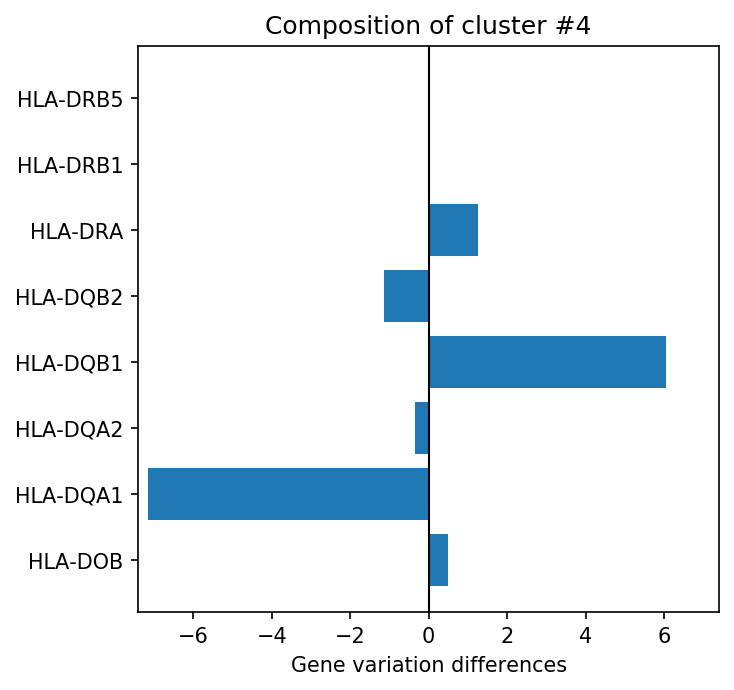 Composition of cluster #4
HLA-DRB5
HLA-DRB1
HLA-DRA
HLA-DQB2
HLA-DQB1
HLA-DQA2
HLA-DQA1
HLA-DOB
−6 −4 −2 0 2 4 6
Gene variation differences